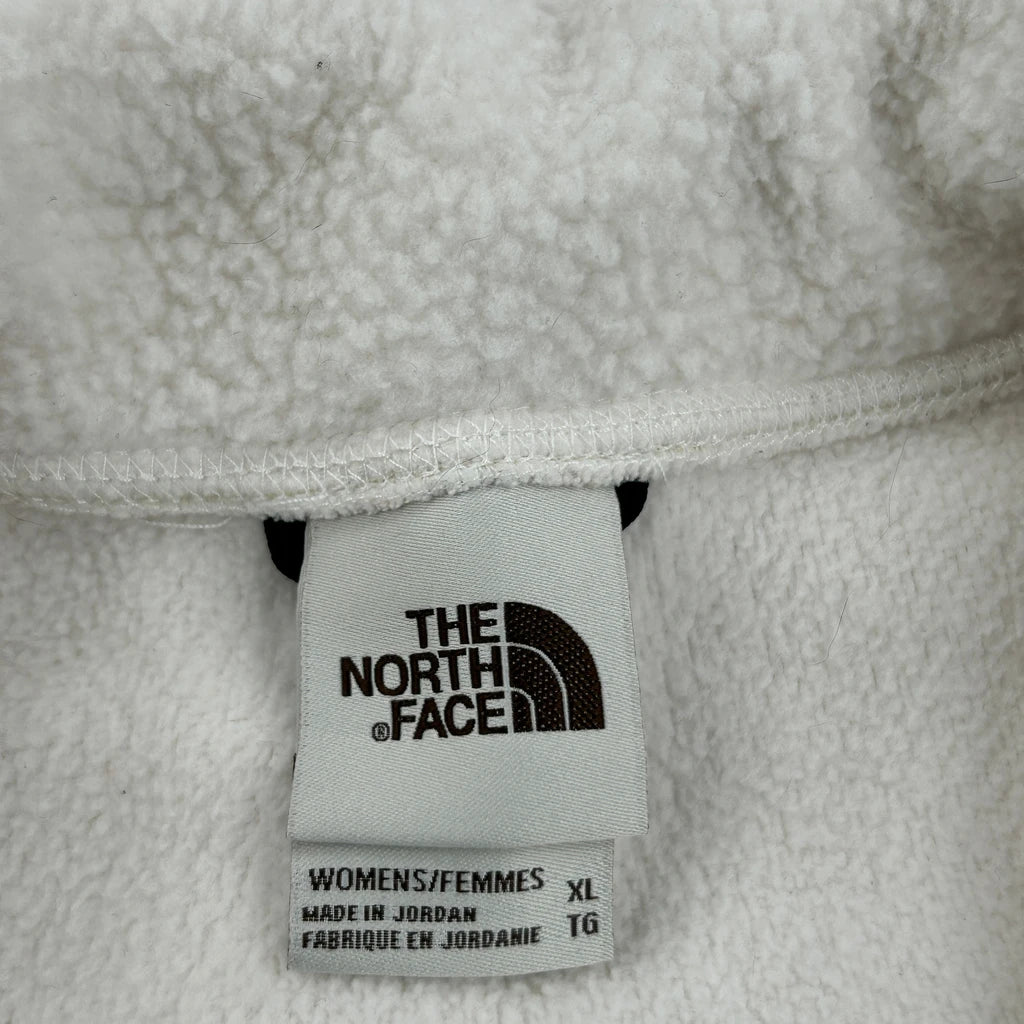 THE
NORTH
®FACE
WOMENS/FEMMES XL
MADE IN JORDAN
FABRIQUE EN JORDANIE TG